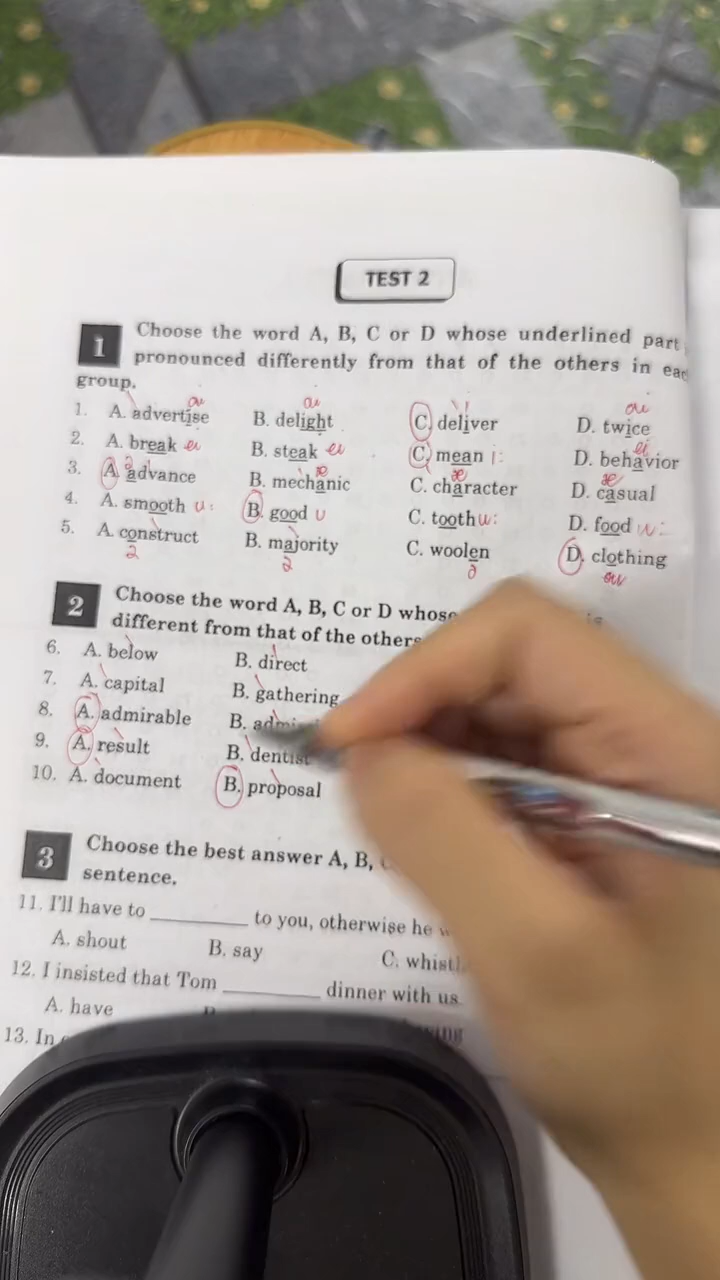 TEST 2
1 Choose the word A, B, C or D whose underlined part
pronounced differently from that of the others in
group.
1. A. advertise B. delight C. deliver D. twice
2. A. break ei B. steak ei C. mean i: D. behavior
3. A. advance B. mechanic C. character D. casual
4. A. smooth u: B. good u C. tooth u: D. food u:
5. A. construct B. majority C. woolen D. clothing
2 Choose the word A, B, C or D
different from that of the others
6. A. below B. direct
7. A. capital B. gathering
8. A. admirable B.
9. A. result B. dentist
10. A. document B. proposal
3 Choose the best answer A, B,
sentence.
11. I'll have to ________ to you, otherwise he
A. shout B. say C.
12. I insisted that Tom ________ dinner with us
A. have
13. In